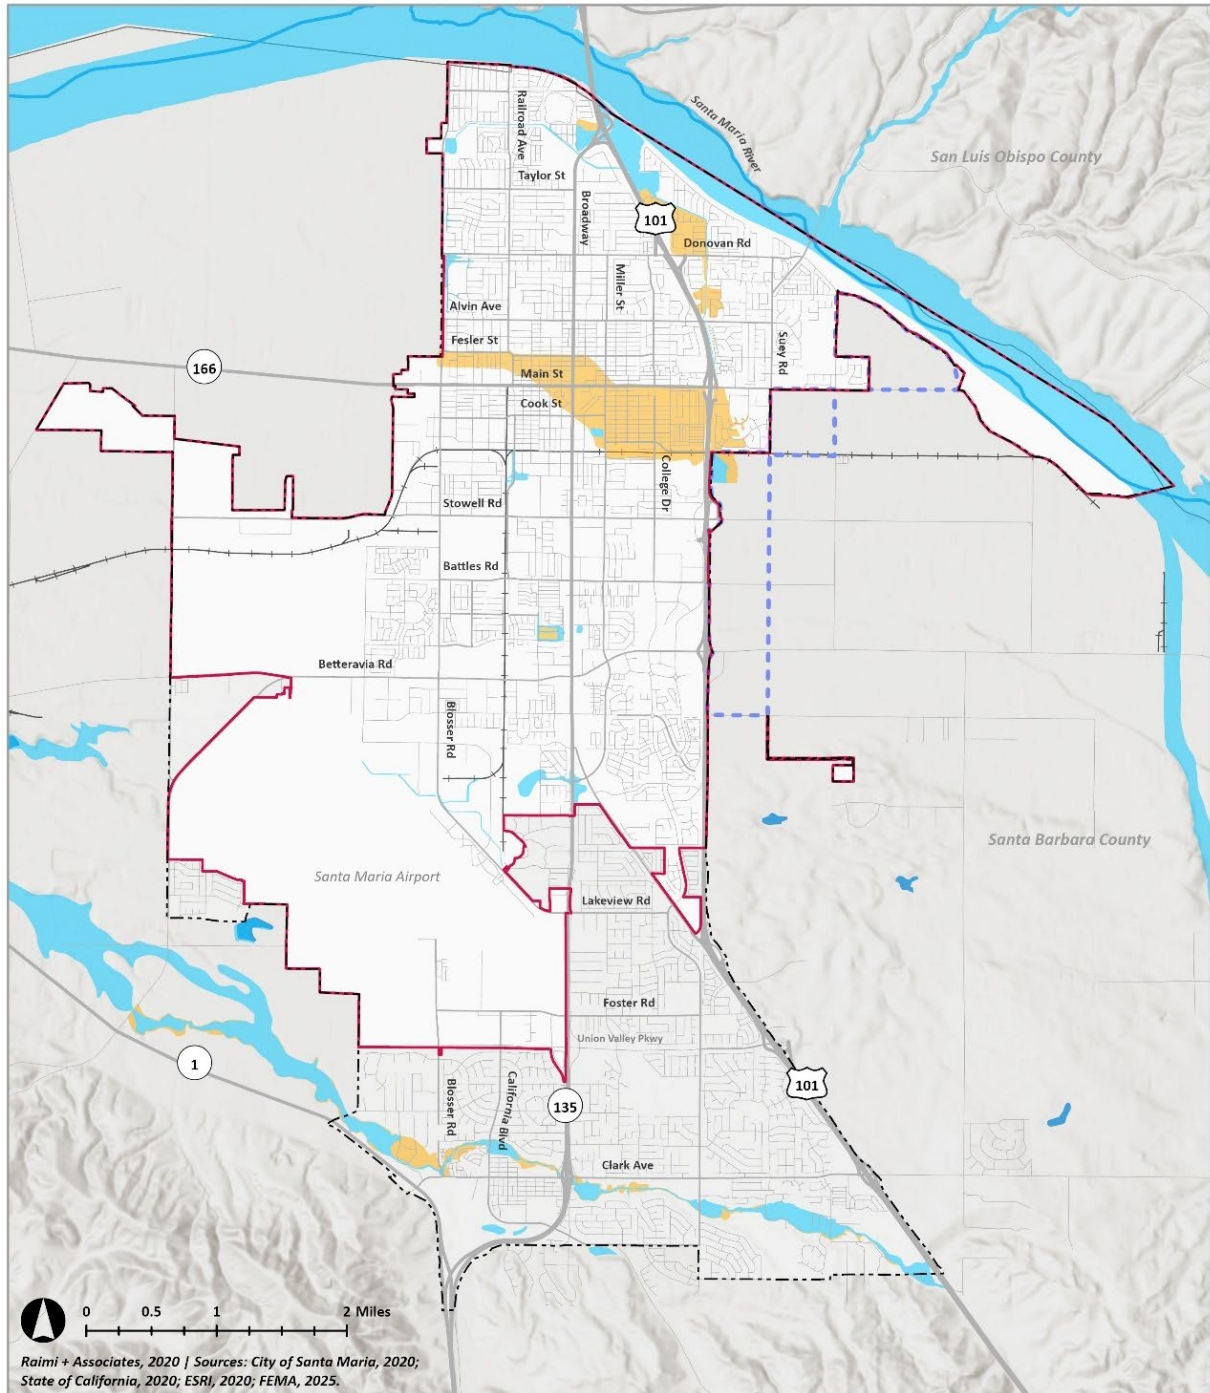 Railroad Ave
Santa Maria River
San Luis Obispo County
Taylor St
Broadway
101
Donovan Rd
Miller St
Alvin Ave
Fesler St
Suey Rd
166
Main St
Cook St
College Dr
Stowell Rd
Battles Rd
Betteravia Rd
Blosser Rd
Santa Barbara County
Santa Maria Airport
Lakeview Rd
Foster Rd
Union Valley Pkwy
1
Blosser Rd
California Blvd
135
101
Clark Ave
0 0.5 1 2 Miles
Raimi + Associates, 2020 | Sources: City of Santa Maria, 2020;
State of California, 2020; ESRI, 2020; FEMA, 2025.